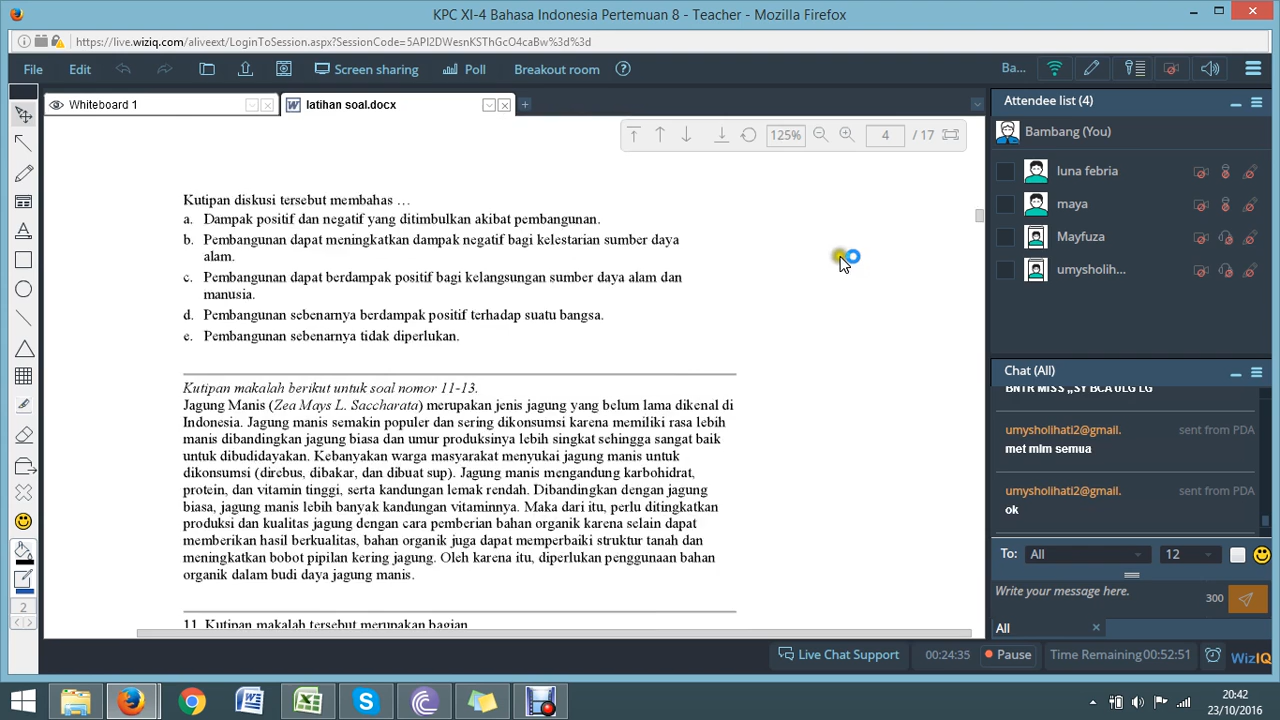 KPC XI-4 Bahasa Indonesia Pertemuan 8 - Teacher - Mozilla Firefox
https://live.wiziq.com/aliveext/LoginToSession.aspx?SessionCode=5API2DWesnKSThGcO4caBw%3d%3d
File Edit Screen sharing Poll Breakout room Ba...
Whiteboard 1 latihan soal.docx
125% 4 / 17
Kutipan diskusi tersebut membahas …
a. Dampak positif dan negatif yang ditimbulkan akibat pembangunan.
b. Pembangunan dapat meningkatkan dampak negatif bagi kelestarian sumber daya
alam.
c. Pembangunan dapat berdampak positif bagi kelangsungan sumber daya alam dan
manusia.
d. Pembangunan sebenarnya berdampak positif terhadap suatu bangsa.
e. Pembangunan sebenarnya tidak diperlukan.
Kutipan makalah berikut untuk soal nomor 11-13.
Jagung Manis (Zea Mays L. Saccharata) merupakan jenis jagung yang belum lama dikenal di
Indonesia. Jagung manis semakin populer dan sering dikonsumsi karena memiliki rasa lebih
manis dibandingkan jagung biasa dan umur produksinya lebih singkat sehingga sangat baik
untuk dibudidayakan. Kebanyakan warga masyarakat menyukai jagung manis untuk
dikonsumsi (direbus, dibakar, dan dibuat sup). Jagung manis mengandung karbohidrat,
protein, dan vitamin tinggi, serta kandungan lemak rendah. Dibandingkan dengan jagung
biasa, jagung manis lebih banyak kandungan vitaminnya. Maka dari itu, perlu ditingkatkan
produksi dan kualitas jagung dengan cara pemberian bahan organik karena selain dapat
memberikan hasil berkualitas, bahan organik juga dapat memperbaiki struktur tanah dan
meningkatkan bobot pipilan kering jagung. Oleh karena itu, diperlukan penggunaan bahan
organik dalam budi daya jagung manis.
11. Kutipan makalah tersebut merupakan bagian
2
Attendee list (4)
Bambang (You)
luna febria
maya
Mayfuza
umysholih...
Chat (All)
BNTR MISS ,,SY BCA ULG LG
umysholihati2@gmail. sent from PDA
met mlm semua
umysholihati2@gmail. sent from PDA
ok
To: All 12
Write your message here. 300
All
Live Chat Support 00:24:35 Pause Time Remaining 00:52:51 WizIQ
20:42
23/10/2016